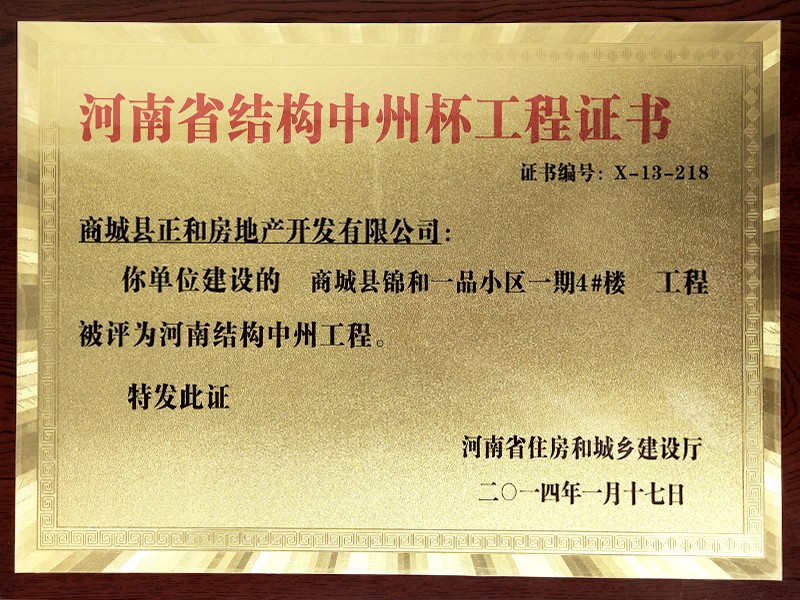 河南省结构中州杯工程证书
证书编号：X-13-218
商城县正和房地产开发有限公司：
你单位建设的 商城县锦和一品小区一期4#楼 工程
被评为河南结构中州工程。
特发此证
河南省住房和城乡建设厅
二〇一四年一月十七日